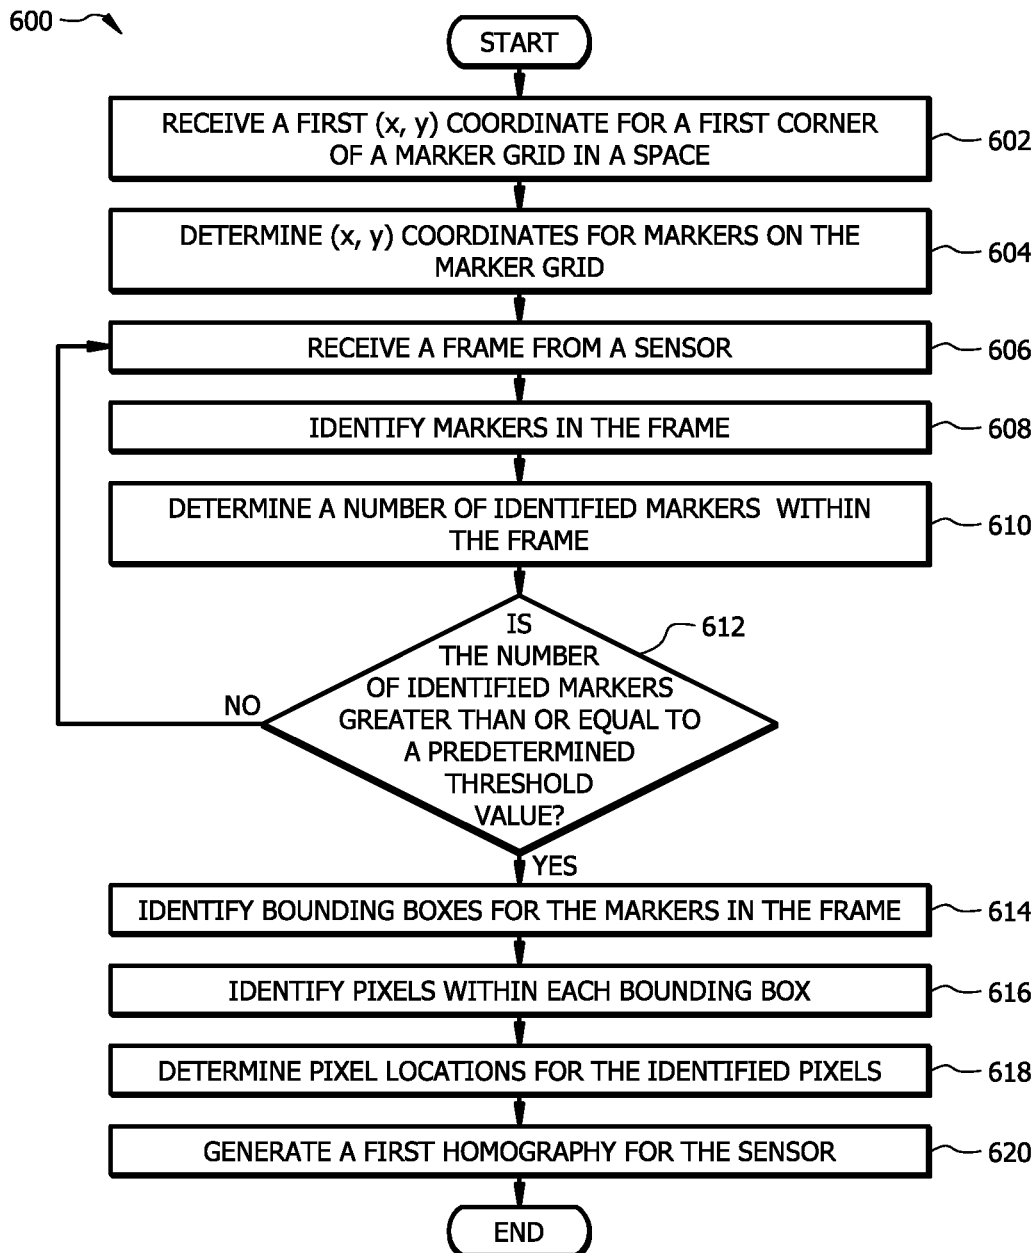 600
START
RECEIVE A FIRST (x, y) COORDINATE FOR A FIRST CORNER
OF A MARKER GRID IN A SPACE
602
DETERMINE (x, y) COORDINATES FOR MARKERS ON THE
MARKER GRID
604
RECEIVE A FRAME FROM A SENSOR
606
IDENTIFY MARKERS IN THE FRAME
608
DETERMINE A NUMBER OF IDENTIFIED MARKERS WITHIN
THE FRAME
610
IS
THE NUMBER
OF IDENTIFIED MARKERS
GREATER THAN OR EQUAL TO
A PREDETERMINED
THRESHOLD
VALUE?
612
NO
YES
IDENTIFY BOUNDING BOXES FOR THE MARKERS IN THE FRAME
614
IDENTIFY PIXELS WITHIN EACH BOUNDING BOX
616
DETERMINE PIXEL LOCATIONS FOR THE IDENTIFIED PIXELS
618
GENERATE A FIRST HOMOGRAPHY FOR THE SENSOR
620
END